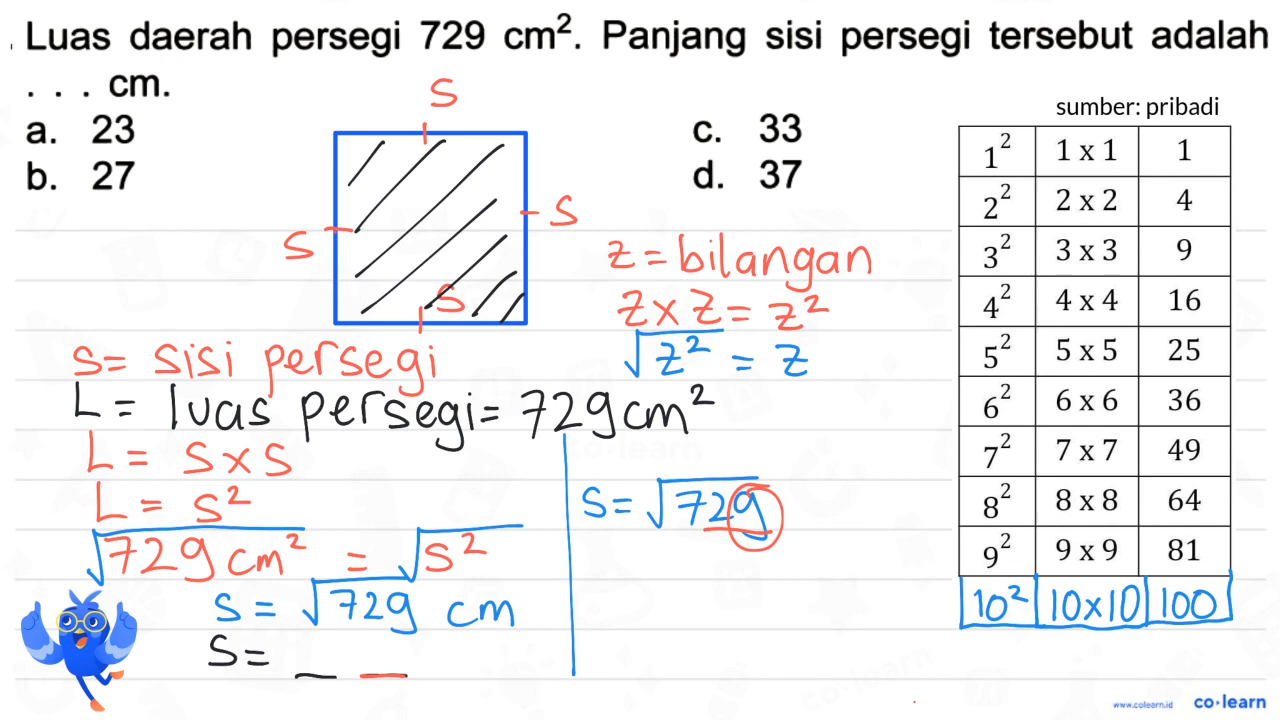 . Luas daerah persegi 729 cm². Panjang sisi persegi tersebut adalah
. . . cm.
a. 23
b. 27
c. 33
d. 37
s
s
s
s
z = bilangan
z x z = z²
√z² = z
s = sisi persegi
L = luas persegi = 729 cm²
L = s x s
L = s²
√729 cm² = √s²
s = √729 cm
s = _ _
s = √729
sumber: pribadi
1² 1 x 1 1
2² 2 x 2 4
3² 3 x 3 9
4² 4 x 4 16
5² 5 x 5 25
6² 6 x 6 36
7² 7 x 7 49
8² 8 x 8 64
9² 9 x 9 81
10² 10x10 100
www.colearn.id co·learn